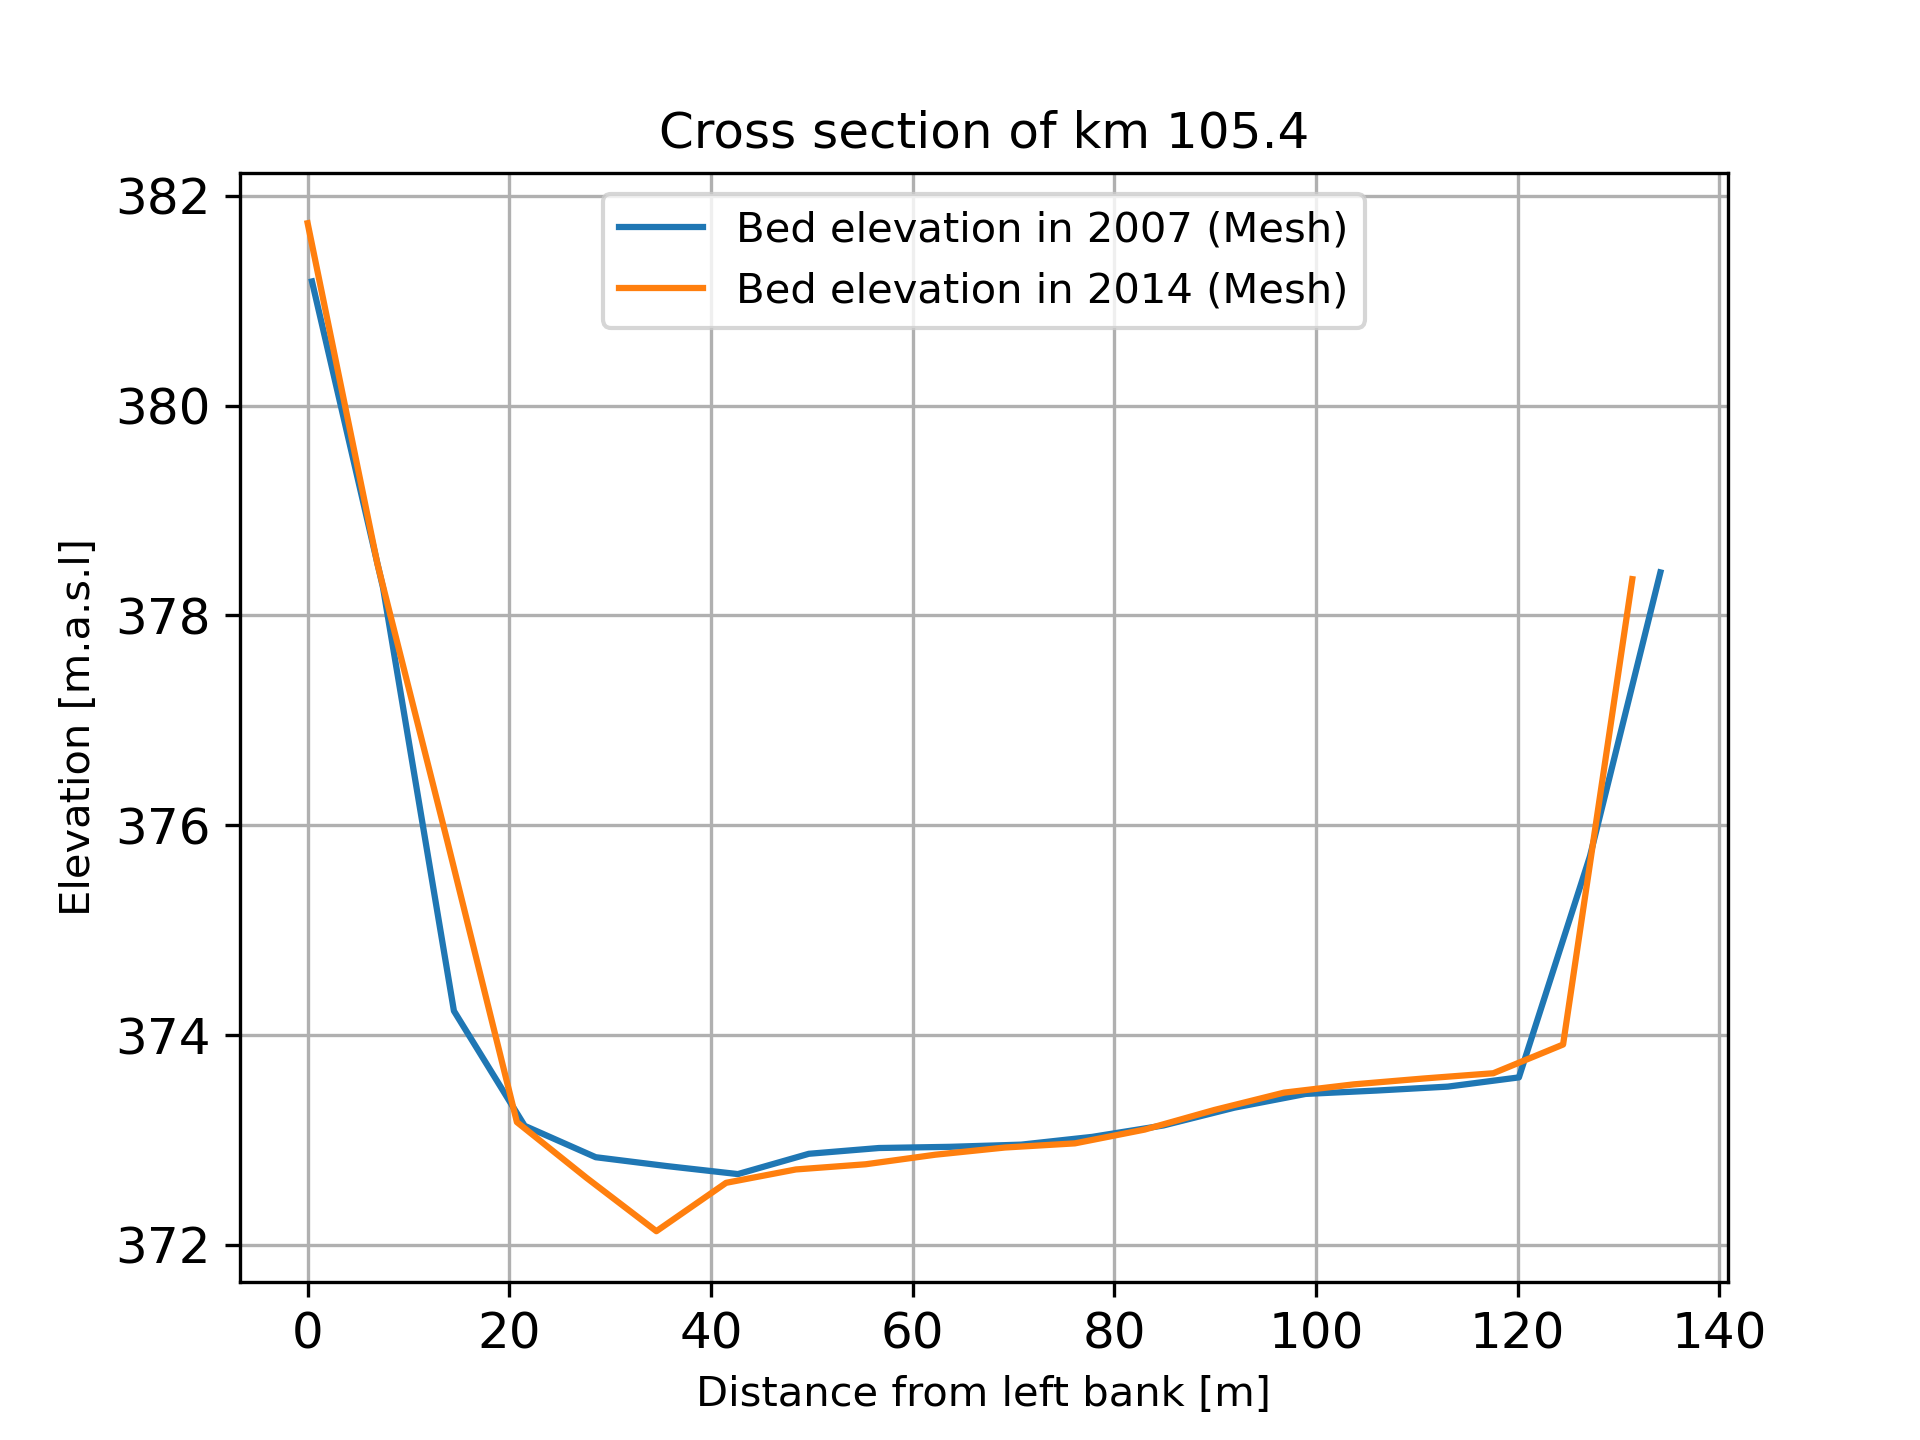 Cross section of km 105.4
Bed elevation in 2007 (Mesh)
Bed elevation in 2014 (Mesh)
Elevation [m.a.s.l]
382
380
378
376
374
372
0 20 40 60 80 100 120 140
Distance from left bank [m]